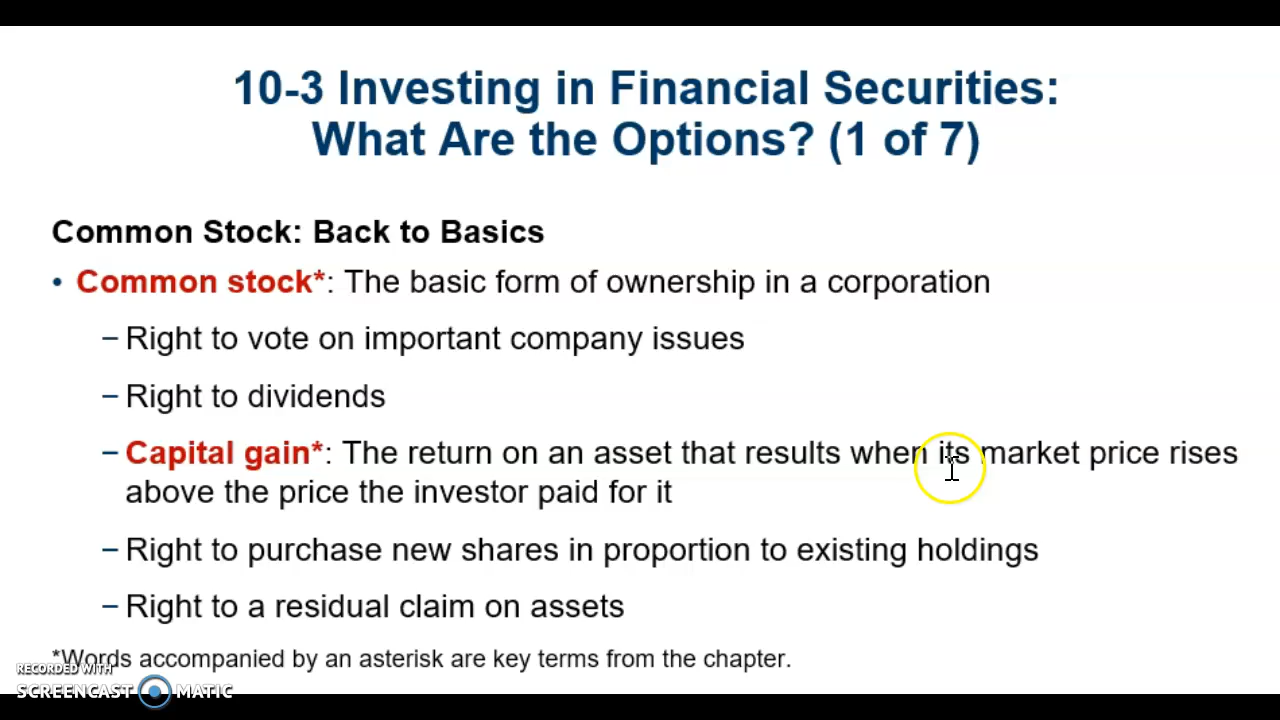 10-3 Investing in Financial Securities:
What Are the Options? (1 of 7)
Common Stock: Back to Basics
• Common stock*: The basic form of ownership in a corporation
– Right to vote on important company issues
– Right to dividends
– Capital gain*: The return on an asset that results when its market price rises
above the price the investor paid for it
– Right to purchase new shares in proportion to existing holdings
– Right to a residual claim on assets
*Words accompanied by an asterisk are key terms from the chapter.
RECORDED WITH
SCREENCAST MATIC